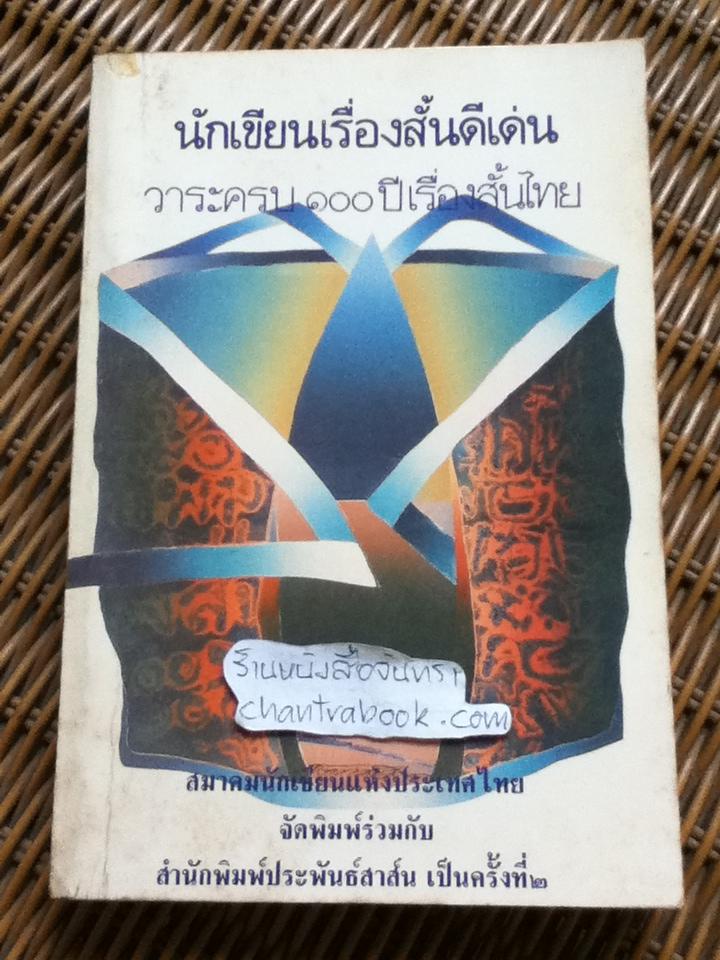 นักเขียนเรื่องสั้นดีเด่น
วาระครบ ๑๐๐ ปีเรื่องสั้นไทย
ร้านหนังสือจันทรา
chantrabook.com
สมาคมนักเขียนแห่งประเทศไทย
จัดพิมพ์ร่วมกับ
สำนักพิมพ์ประพันธ์สาส์น เป็นครั้งที่ ๒